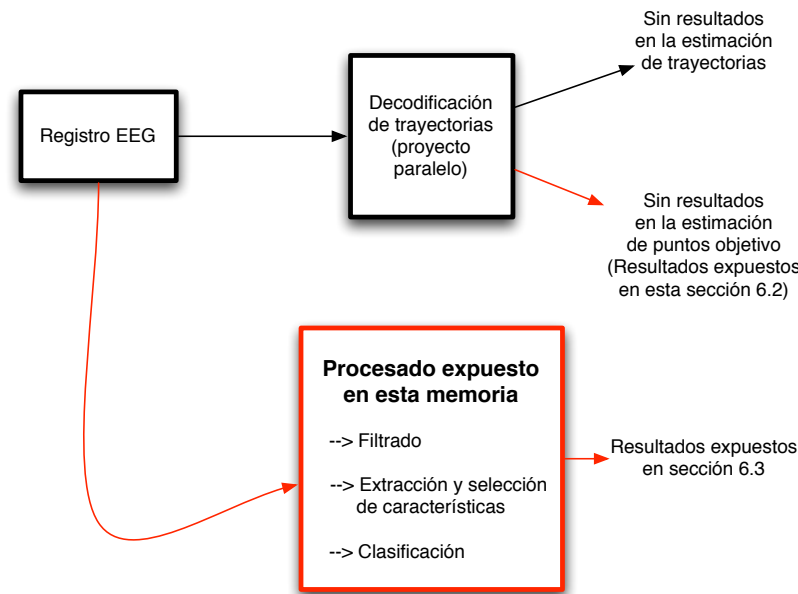 Registro EEG
Decodificación
de trayectorias
(proyecto
paralelo)
Sin resultados
en la estimación
de trayectorias
Sin resultados
en la estimación
de puntos objetivo
(Resultados expuestos
en esta sección 6.2)
Procesado expuesto
en esta memoria
--> Filtrado
--> Extracción y selección
de características
--> Clasificación
Resultados expuestos
en sección 6.3